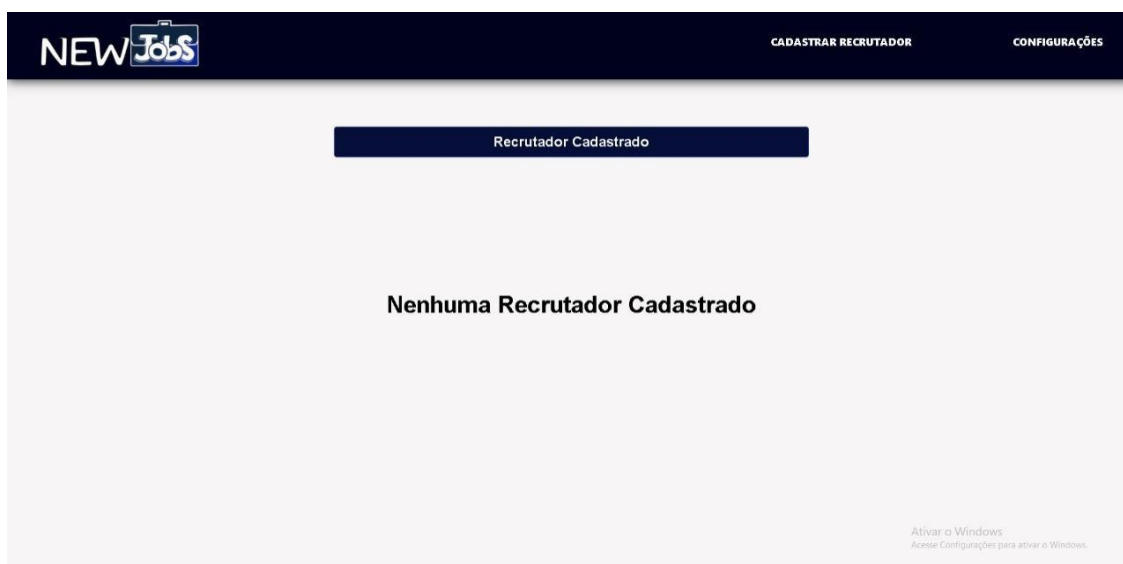 NEW JobS
CADASTRAR RECRUTADOR
CONFIGURAÇÕES
Recrutador Cadastrado
Nenhuma Recrutador Cadastrado
Ativar o Windows
Acesse Configurações para ativar o Windows.